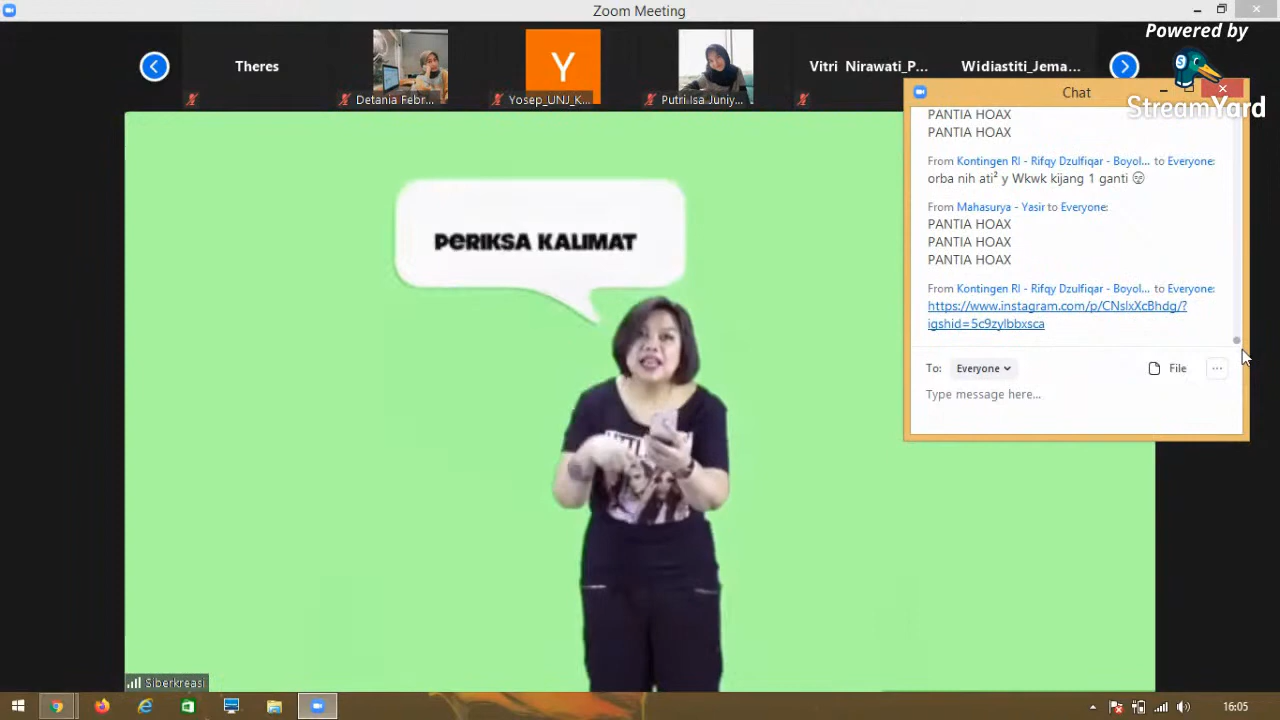 Zoom Meeting
Powered by
StreamYard
Theres
Detania Febr...
Y
Yosep_UNJ_K...
Putri Isa Juniy...
Vitri Nirawati_P...
Widiastiti_Jema...
Chat
PANTIA HOAX
PANTIA HOAX
From Kontingen RI - Rifqy Dzulfiqar - Boyol... to Everyone:
orba nih ati² y Wkwk kijang 1 ganti
From Mahasurya - Yasir to Everyone:
PANTIA HOAX
PANTIA HOAX
PANTIA HOAX
From Kontingen RI - Rifqy Dzulfiqar - Boyol... to Everyone:
https://www.instagram.com/p/CNslxXcBhdg/?
igshid=5c9zylbbxsca
To: Everyone
File
Type message here...
PERIKSA KALIMAT
Siberkreasi
16:05